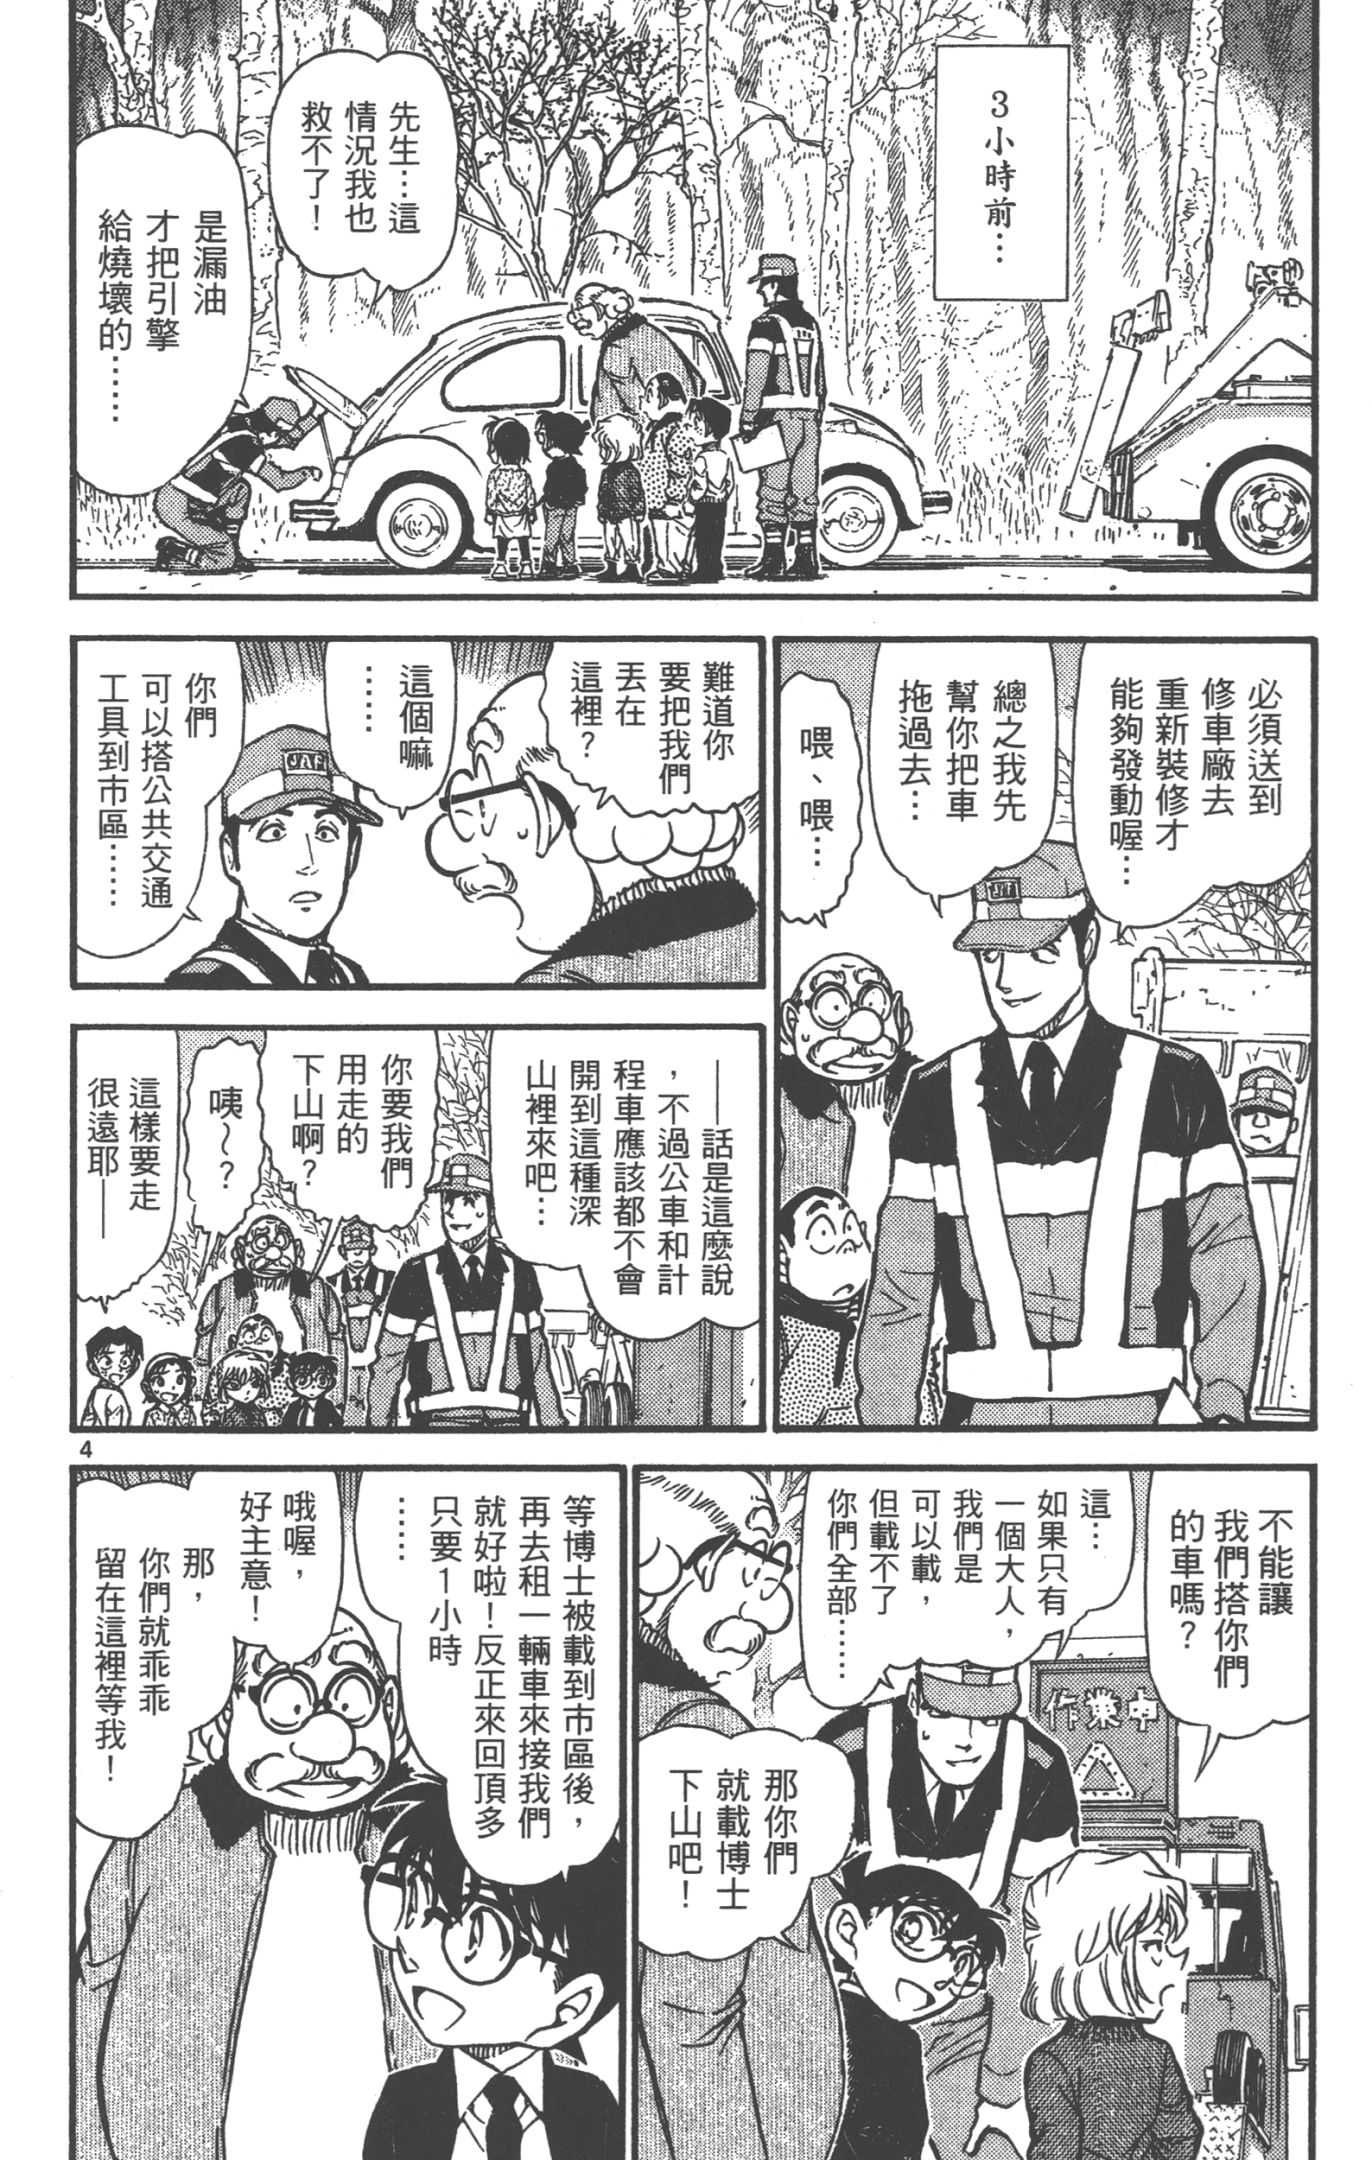 3小時前…
先生…這
情況我也
救不了！
是漏油
才把引擎
給燒壞的……
必須送到
修車廠去
重新裝修才
能夠發動喔…
總之我先
幫你把車
拖過去…
喂、喂…
JAF
難道你
要把我們
丟在
這裡？
這個嘛
……
你們
可以搭公共交通
工具到市區……
JAF
——話是這麼說
，不過公車和計
程車應該都不會
開到這種深
山裡來吧…
你要我們
用走的
下山啊？
咦～？
這樣要走
很遠耶——
4
不能讓
我們搭你們
的車嗎？
這…
如果只有
一個大人，
我們是
可以載，
但載不了
你們全部……
作業中
那你們
就載博士
下山吧！
等博士被載到市區後，
再去租一輛車來接我們
就好啦！反正來回頂多
只要1小時
……
哦喔，
好主意！
那，
你們就乖乖
留在這裡等我！